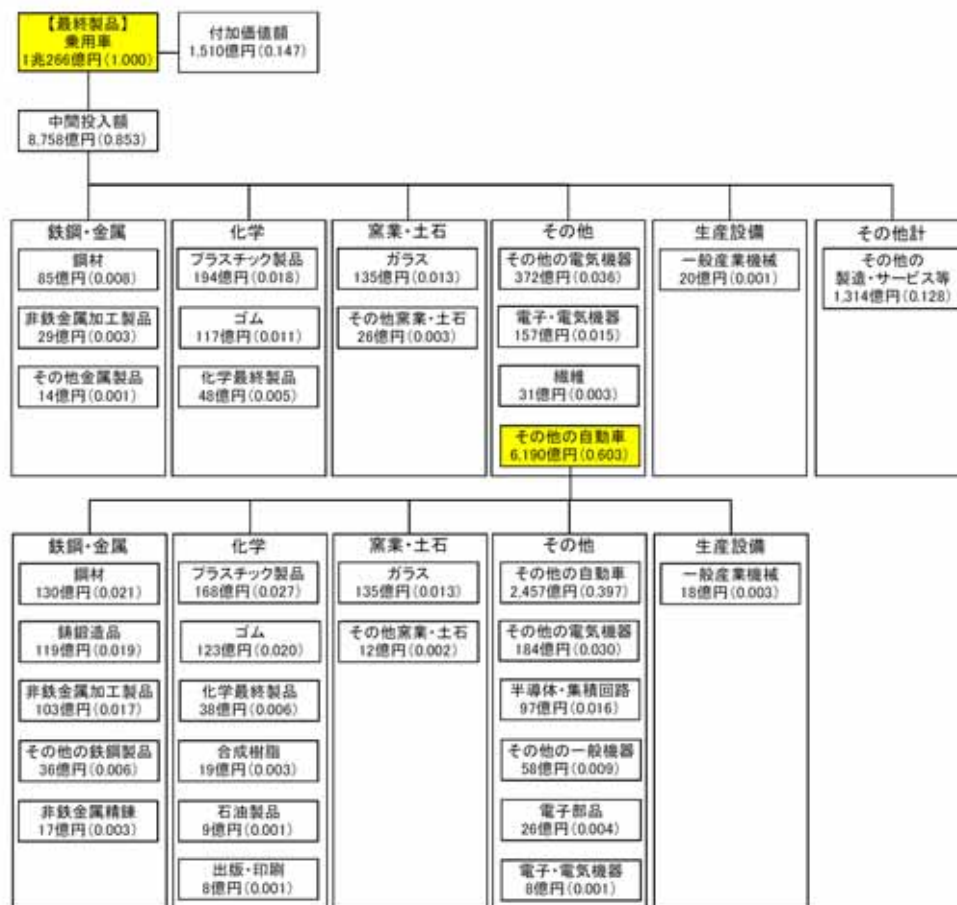 【最終製品】
乗用車
1兆266億円(1.000)
付加価値額
1,510億円(0.147)
中間投入額
8,758億円(0.853)
鉄鋼・金属
鋼材
85億円(0.008)
非鉄金属加工製品
29億円(0.003)
その他金属製品
14億円(0.001)
化学
プラスチック製品
194億円(0.018)
ゴム
117億円(0.011)
化学最終製品
48億円(0.005)
窯業・土石
ガラス
135億円(0.013)
その他窯業・土石
26億円(0.003)
その他
その他の電気機器
372億円(0.036)
電子・電気機器
157億円(0.015)
繊維
31億円(0.003)
その他の自動車
6,190億円(0.603)
生産設備
一般産業機械
20億円(0.001)
その他計
その他の
製造・サービス等
1,314億円(0.128)
鉄鋼・金属
鋼材
130億円(0.021)
鋳鍛造品
119億円(0.019)
非鉄金属加工製品
103億円(0.017)
その他の鉄鋼製品
36億円(0.006)
非鉄金属精錬
17億円(0.003)
化学
プラスチック製品
168億円(0.027)
ゴム
123億円(0.020)
化学最終製品
38億円(0.006)
合成樹脂
19億円(0.003)
石油製品
9億円(0.001)
出版・印刷
8億円(0.001)
窯業・土石
ガラス
135億円(0.013)
その他窯業・土石
12億円(0.002)
その他
その他の自動車
2,457億円(0.397)
その他の電気機器
184億円(0.030)
半導体・集積回路
97億円(0.016)
その他の一般機器
58億円(0.009)
電子部品
26億円(0.004)
電子・電気機器
8億円(0.001)
生産設備
一般産業機械
18億円(0.003)